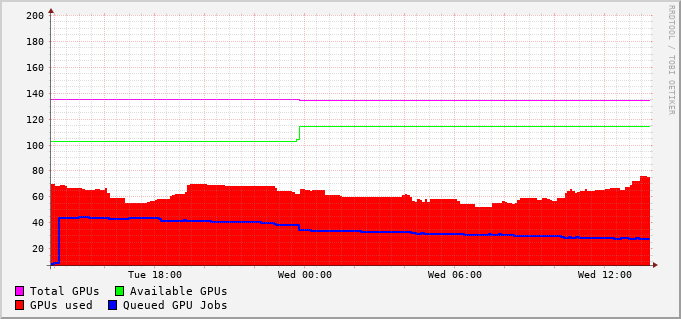 200
180
160
140
120
100
80
60
40
20
Tue 18:00 Wed 00:00 Wed 06:00 Wed 12:00
Total GPUs Available GPUs
GPUs used Queued GPU Jobs
RRDTOOL / TOBI OETIKER